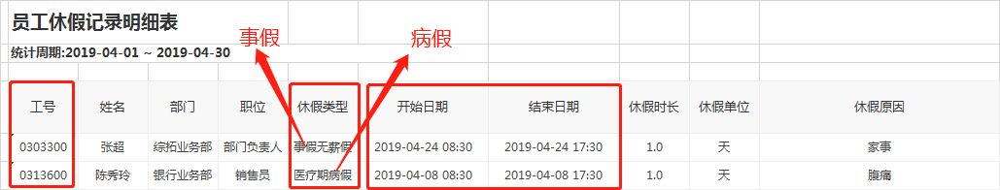 员工休假记录明细表
事假
病假
统计周期:2019-04-01 ~ 2019-04-30
工号 姓名 部门 职位 休假类型 开始日期 结束日期 休假时长 休假单位 休假原因
0303300 张超 综拓业务部 部门负责人 事假无薪假 2019-04-24 08:30 2019-04-24 17:30 1.0 天 家事
0313600 陈秀玲 银行业务部 销售员 医疗期病假 2019-04-08 08:30 2019-04-08 17:30 1.0 天 腹痛